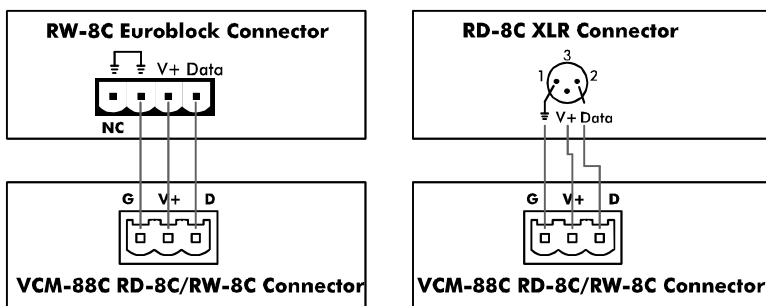 RW-8C Euroblock Connector
V+ Data
NC
G V+ D
VCM-88C RD-8C/RW-8C Connector
RD-8C XLR Connector
3
1 2
V+ Data
G V+ D
VCM-88C RD-8C/RW-8C Connector